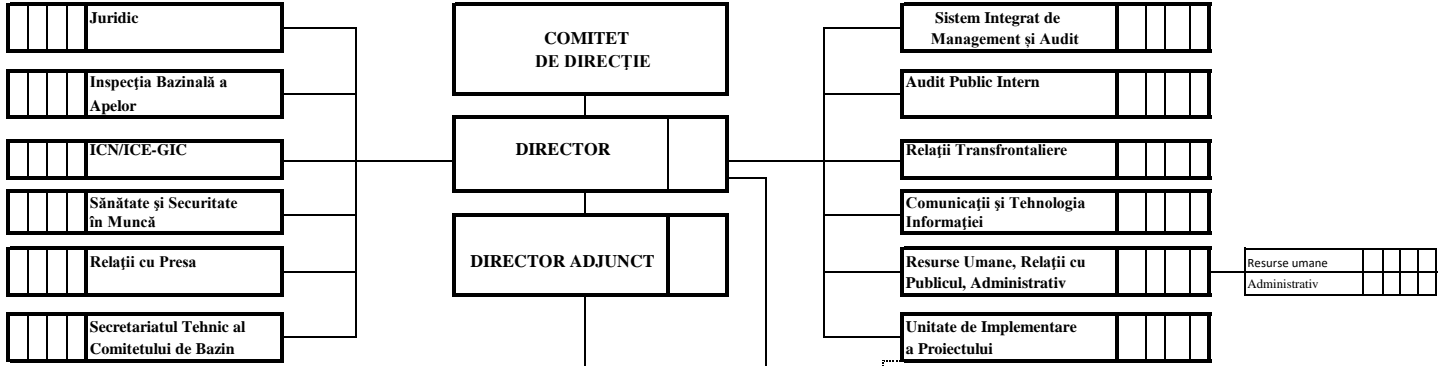 Juridic
Inspecţia Bazinală a
Apelor
ICN/ICE-GIC
Sănătate şi Securitate
în Muncă
Relaţii cu Presa
Secretariatul Tehnic al
Comitetului de Bazin
COMITET
DE DIRECŢIE
DIRECTOR
DIRECTOR ADJUNCT
Sistem Integrat de
Management și Audit
Audit Public Intern
Relaţii Transfrontaliere
Comunicaţii şi Tehnologia
Informaţiei
Resurse Umane, Relaţii cu
Publicul, Administrativ
Unitate de Implementare
a Proiectului
Resurse umane
Administrativ